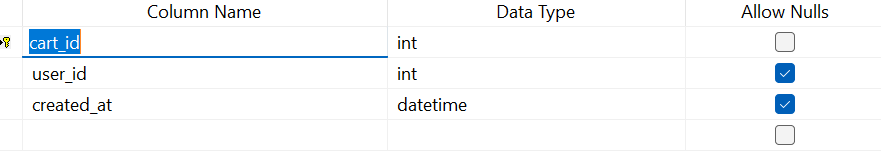 Column Name Data Type Allow Nulls
cart_id int
user_id int
created_at datetime